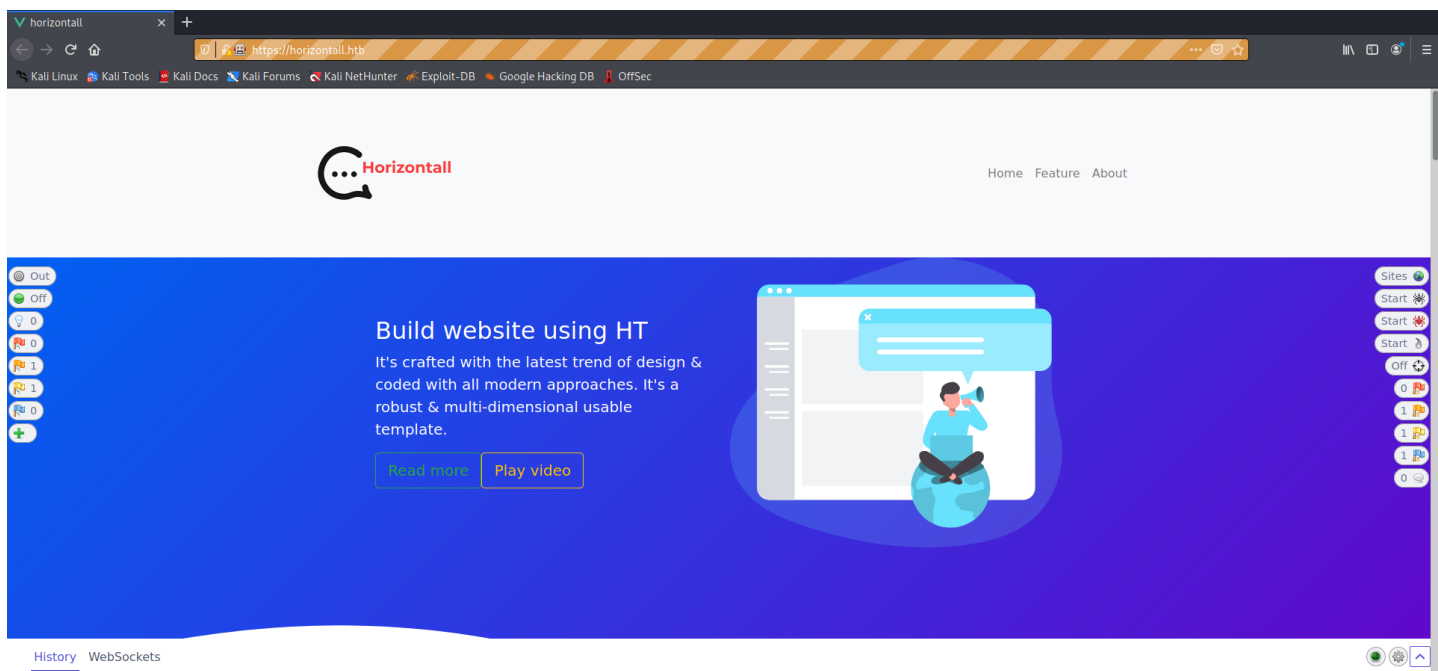 horizontall
https://horizontall.htb
Kali Linux Kali Tools Kali Docs Kali Forums Kali NetHunter Exploit-DB Google Hacking DB OffSec
Horizontall
Home Feature About
Out
Off
0
0
1
1
0
Sites
Start
Start
Start
Off
0
1
1
1
0
Build website using HT
It's crafted with the latest trend of design &
coded with all modern approaches. It's a
robust & multi-dimensional usable
template.
Read more Play video
History WebSockets